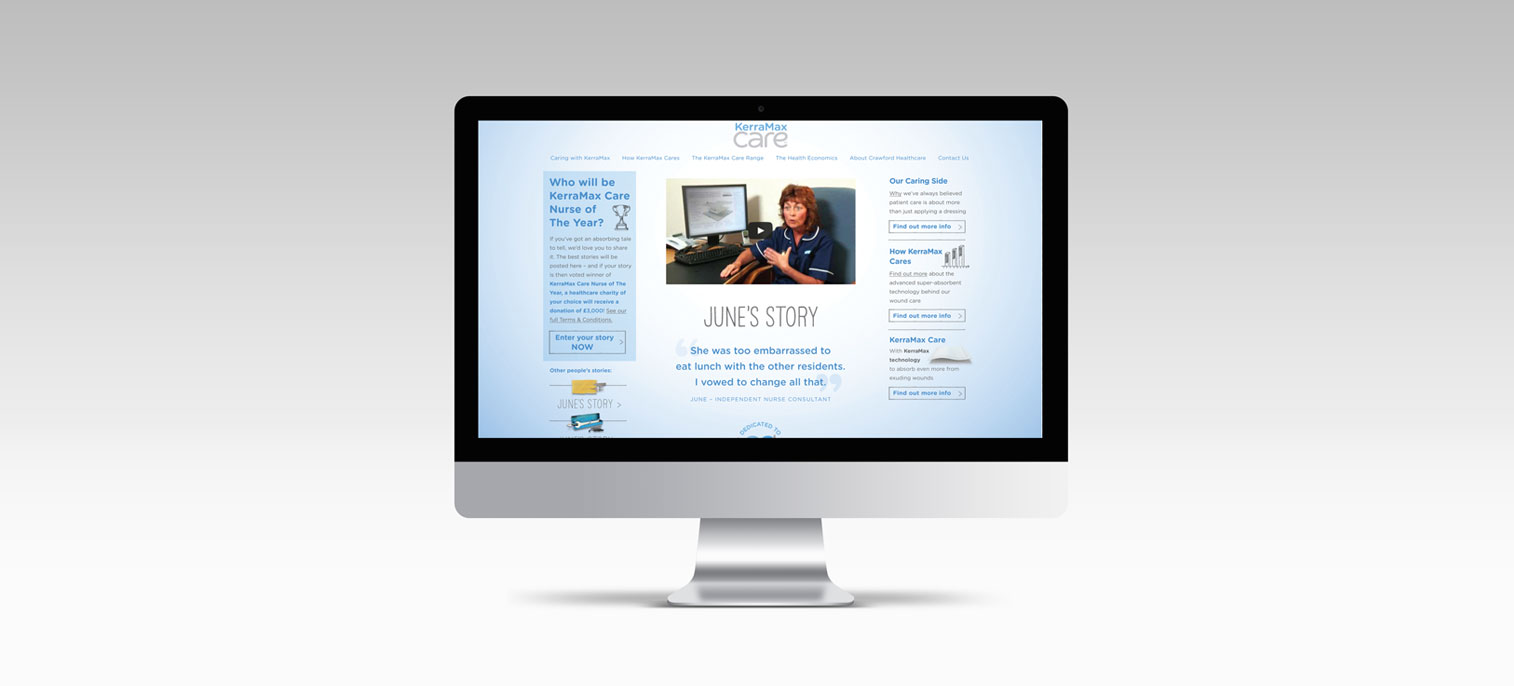 KerraMax
care
Caring with KerraMax How KerraMax Cares The KerraMax Care Range The Health Economics About Crawford Healthcare Contact Us
Who will be
KerraMax Care
Nurse of
The Year?
If you've got an absorbing tale
to tell, we'd love you to share
it. The best stories will be
posted here – and if your story
is then voted winner of
KerraMax Care Nurse of The
Year, a healthcare charity of
your choice will receive a
donation of £3,000! See our
full Terms & Conditions.
Enter your story
NOW
Other people's stories:
JUNE'S STORY >
JUNE'S STORY
“She was too embarrassed to
eat lunch with the other residents.
I vowed to change all that.”
JUNE – INDEPENDENT NURSE CONSULTANT
DEDICATED TO
Our Caring Side
Why we've always believed
patient care is about more
than just applying a dressing
Find out more info >
How KerraMax
Cares
Find out more about the
advanced super-absorbent
technology behind our
wound care
Find out more info >
KerraMax Care
With KerraMax
technology
to absorb even more from
exuding wounds
Find out more info >